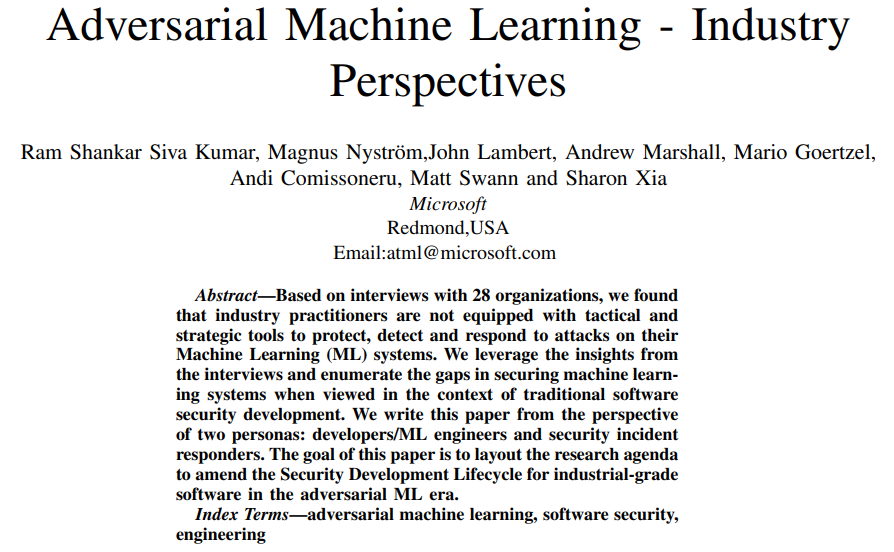 Adversarial Machine Learning - Industry
Perspectives
Ram Shankar Siva Kumar, Magnus Nyström,John Lambert, Andrew Marshall, Mario Goertzel,
Andi Comissoneru, Matt Swann and Sharon Xia
Microsoft
Redmond,USA
Email:atml@microsoft.com
Abstract—Based on interviews with 28 organizations, we found
that industry practitioners are not equipped with tactical and
strategic tools to protect, detect and respond to attacks on their
Machine Learning (ML) systems. We leverage the insights from
the interviews and enumerate the gaps in securing machine learn-
ing systems when viewed in the context of traditional software
security development. We write this paper from the perspective
of two personas: developers/ML engineers and security incident
responders. The goal of this paper is to layout the research agenda
to amend the Security Development Lifecycle for industrial-grade
software in the adversarial ML era.
Index Terms—adversarial machine learning, software security,
engineering